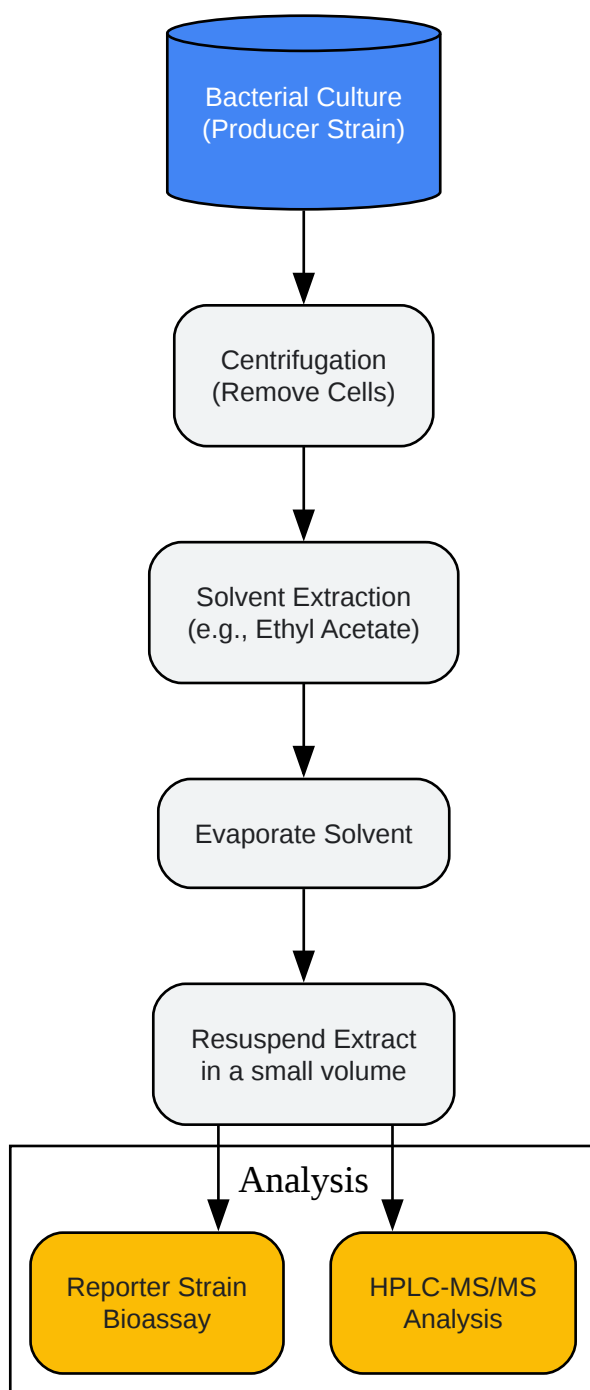 Bacterial Culture
(Producer Strain)
Centrifugation
(Remove Cells)
Solvent Extraction
(e.g., Ethyl Acetate)
Evaporate Solvent
Resuspend Extract
in a small volume
Analysis
Reporter Strain
Bioassay
HPLC-MS/MS
Analysis